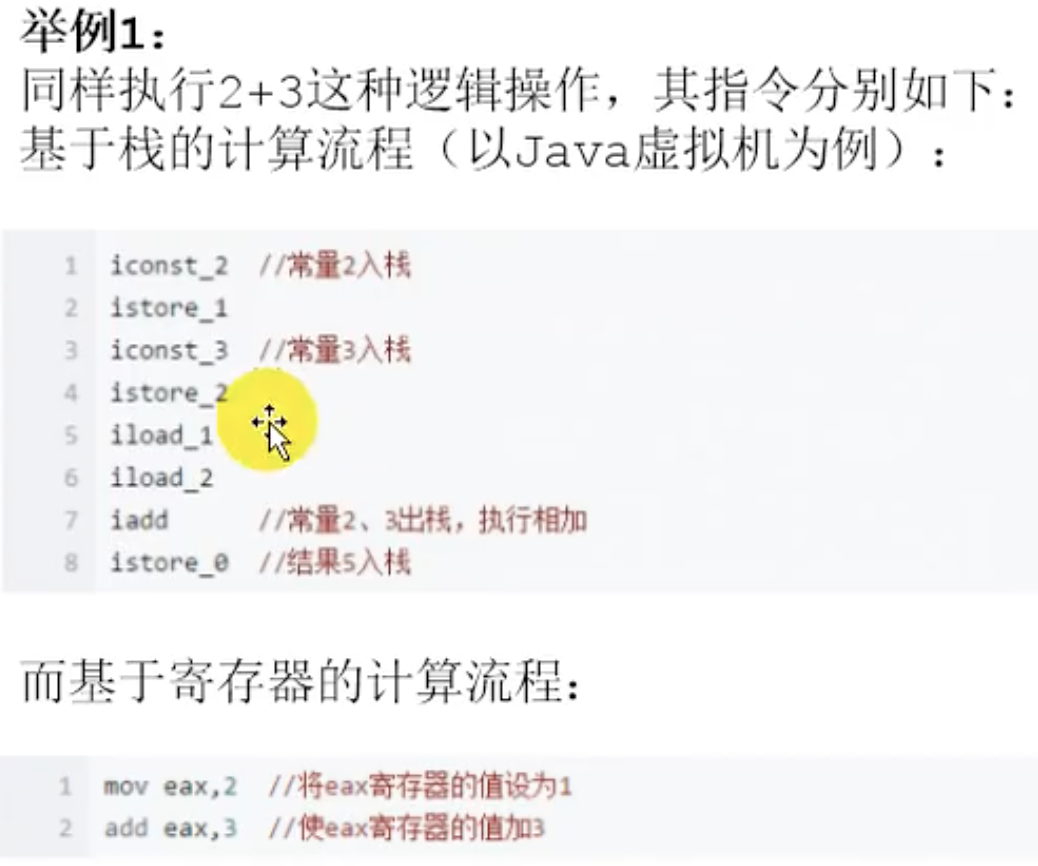 举例1：
同样执行2+3这种逻辑操作，其指令分别如下：
基于栈的计算流程（以Java虚拟机为例）：
1 iconst_2 //常量2入栈
2 istore_1
3 iconst_3 //常量3入栈
4 istore_2
5 iload_1
6 iload_2
7 iadd //常量2、3出栈，执行相加
8 istore_0 //结果5入栈
而基于寄存器的计算流程：
1 mov eax,2 //将eax寄存器的值设为1
2 add eax,3 //使eax寄存器的值加3